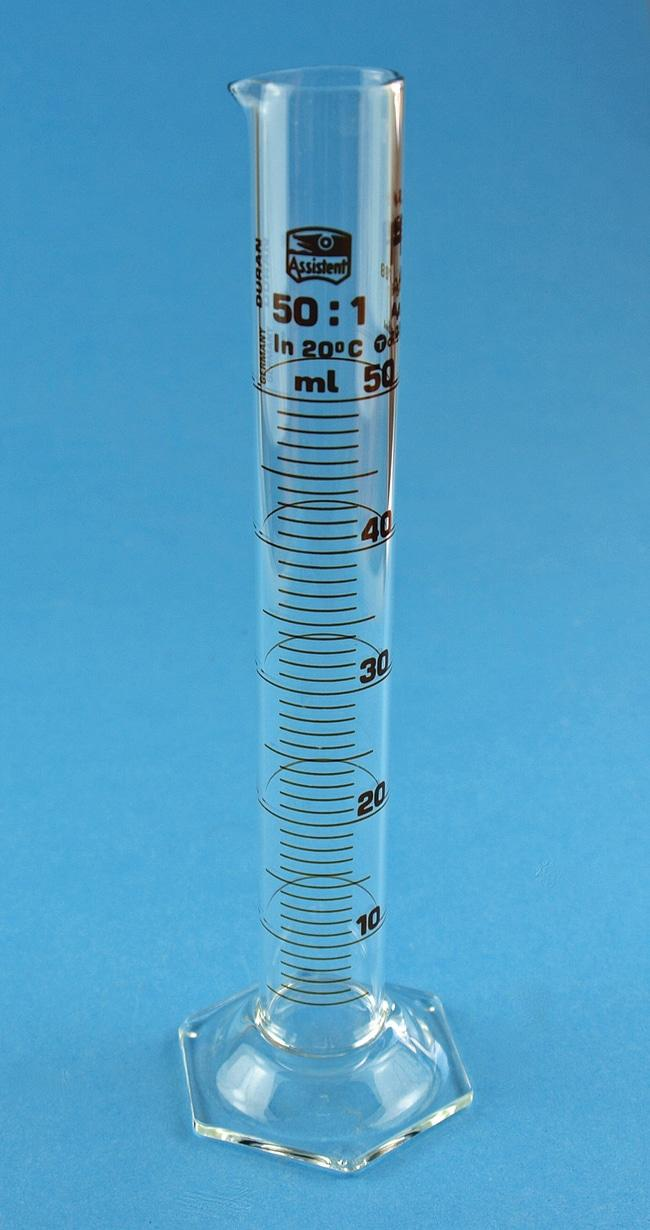 Assistent
50 : 1
In 20°C
ml 50
40
30
20
10
DURAN
GERMANY